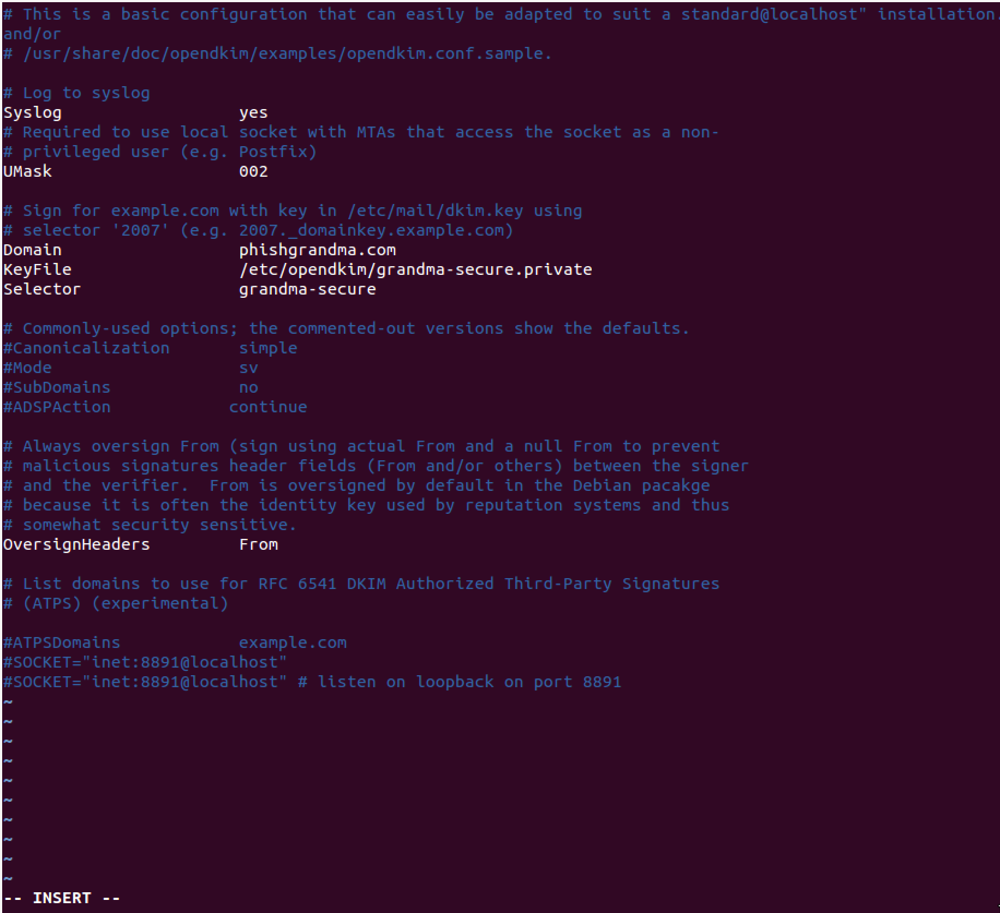 # This is a basic configuration that can easily be adapted to suit a standard@localhost" installation.
and/or
# /usr/share/doc/opendkim/examples/opendkim.conf.sample.
# Log to syslog
Syslog                  yes
# Required to use local socket with MTAs that access the socket as a non-
# privileged user (e.g. Postfix)
UMask                   002
# Sign for example.com with key in /etc/mail/dkim.key using
# selector '2007' (e.g. 2007._domainkey.example.com)
Domain                  phishgrandma.com
KeyFile                 /etc/opendkim/grandma-secure.private
Selector                grandma-secure
# Commonly-used options; the commented-out versions show the defaults.
#Canonicalization       simple
#Mode                   sv
#SubDomains             no
#ADSPAction            continue
# Always oversign From (sign using actual From and a null From to prevent
# malicious signatures header fields (From and/or others) between the signer
# and the verifier.  From is oversigned by default in the Debian pacakge
# because it is often the identity key used by reputation systems and thus
# somewhat security sensitive.
OversignHeaders         From
# List domains to use for RFC 6541 DKIM Authorized Third-Party Signatures
# (ATPS) (experimental)
#ATPSDomains            example.com
#SOCKET="inet:8891@localhost"
#SOCKET="inet:8891@localhost" # listen on loopback on port 8891
~
~
~
~
~
~
~
~
~
~
-- INSERT --